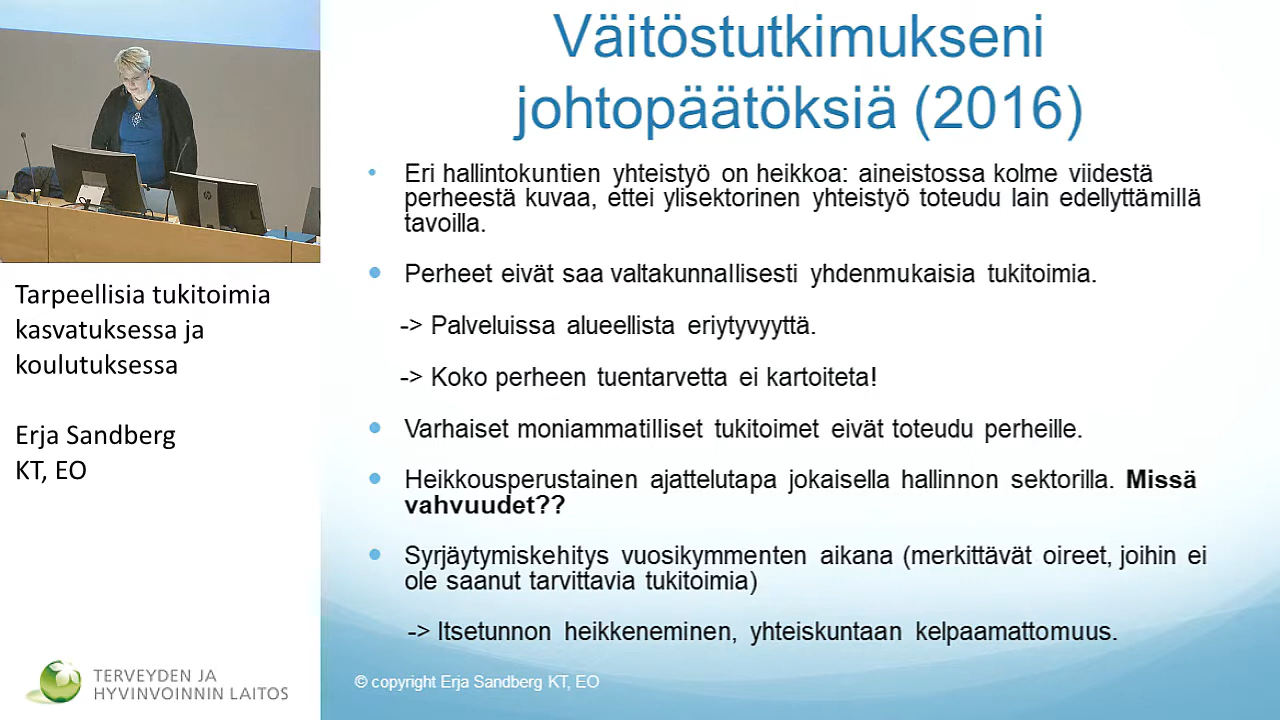 Väitöstutkimukseni
johtopäätöksiä (2016)
• Eri hallintokuntien yhteistyö on heikkoa: aineistossa kolme viidestä
perheestä kuvaa, ettei ylisektorinen yhteistyö toteudu lain edellyttämillä
tavoilla.
• Perheet eivät saa valtakunnallisesti yhdenmukaisia tukitoimia.
-> Palveluissa alueellista eriytyvyyttä.
-> Koko perheen tuentarvetta ei kartoiteta!
• Varhaiset moniammatilliset tukitoimet eivät toteudu perheille.
• Heikkousperustainen ajattelutapa jokaisella hallinnon sektorilla. Missä
vahvuudet??
• Syrjäytymiskehitys vuosikymmenten aikana (merkittävät oireet, joihin ei
ole saanut tarvittavia tukitoimia)
-> Itsetunnon heikkeneminen, yhteiskuntaan kelpaamattomuus.
© copyright Erja Sandberg KT, EO
Tarpeellisia tukitoimia
kasvatuksessa ja
koulutuksessa
Erja Sandberg
KT, EO
TERVEYDEN JA
HYVINVOINNIN LAITOS